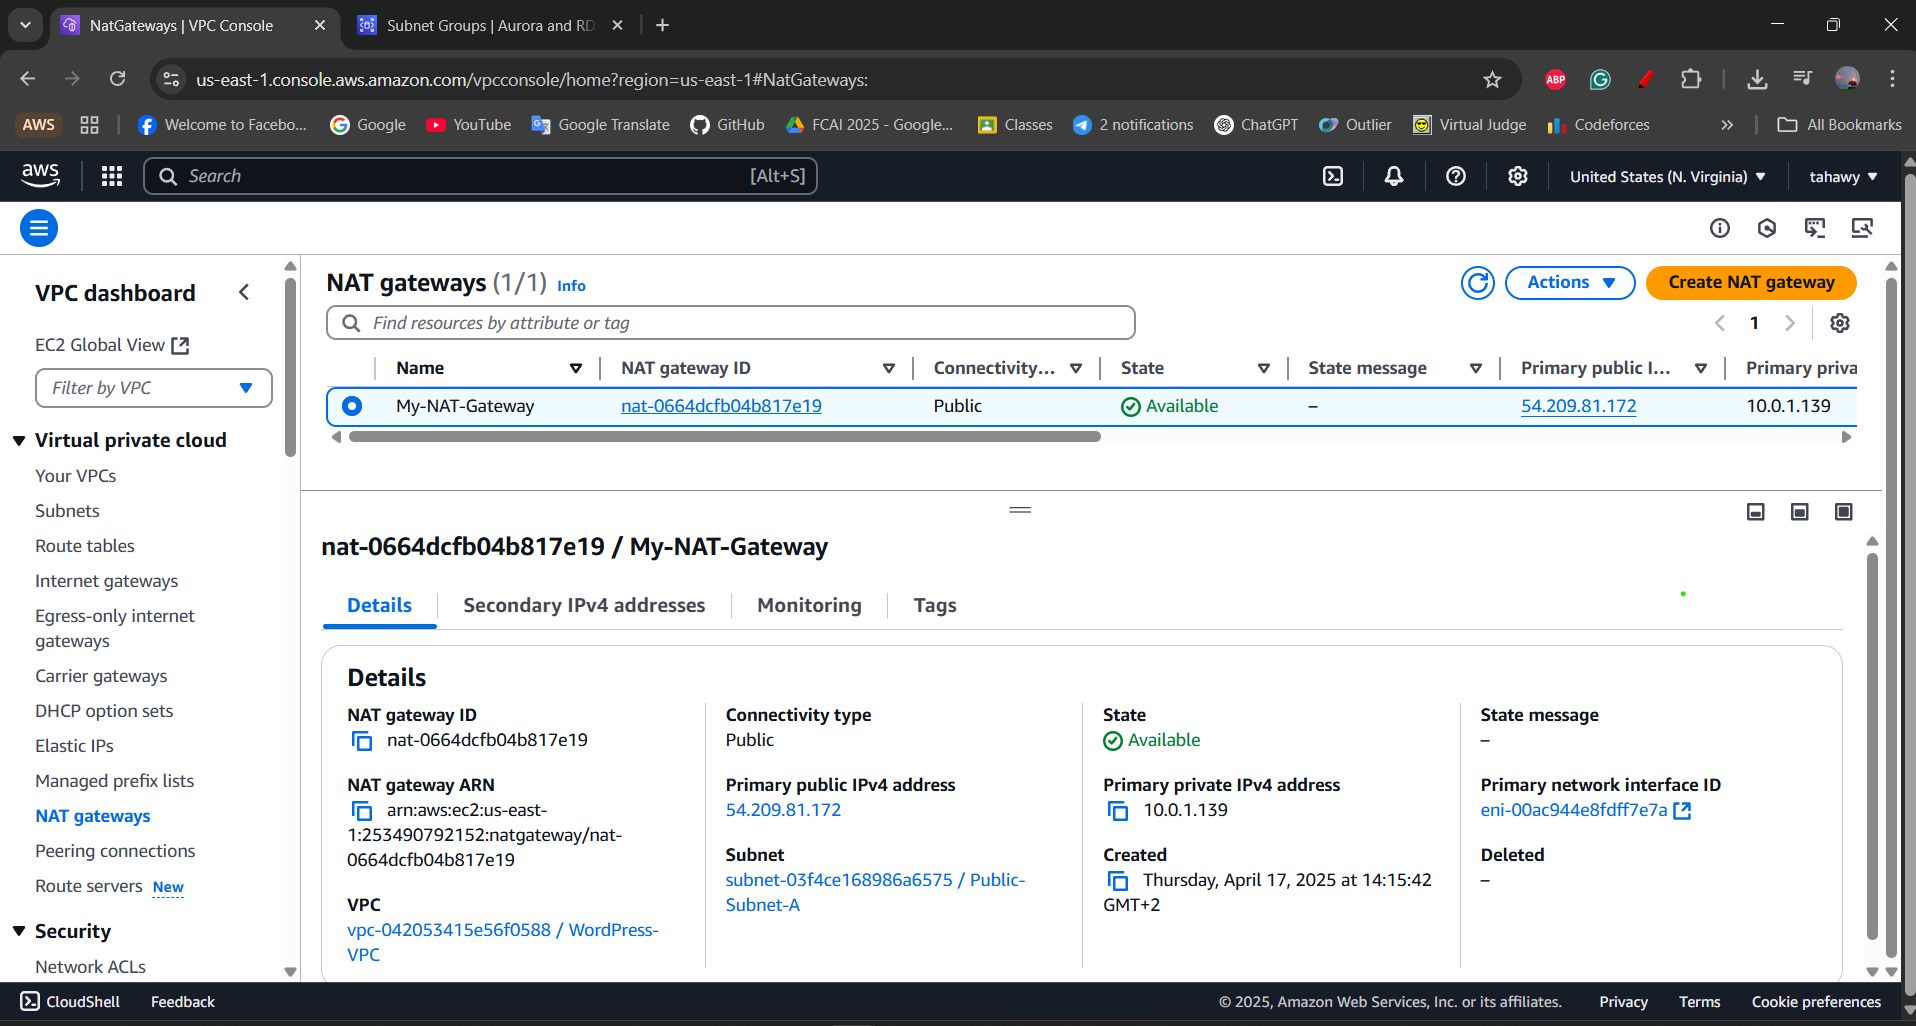 NatGateways | VPC Console
Subnet Groups | Aurora and RD
us-east-1.console.aws.amazon.com/vpcconsole/home?region=us-east-1#NatGateways:
ABP
AWS
Welcome to Facebo...
Google
YouTube
Google Translate
GitHub
FCAI 2025 - Google...
Classes
2 notifications
ChatGPT
Outlier
Virtual Judge
Codeforces
All Bookmarks
aws
Search
[Alt+S]
United States (N. Virginia)
tahawy
VPC dashboard
EC2 Global View
Filter by VPC
Virtual private cloud
Your VPCs
Subnets
Route tables
Internet gateways
Egress-only internet
gateways
Carrier gateways
DHCP option sets
Elastic IPs
Managed prefix lists
NAT gateways
Peering connections
Route servers New
Security
Network ACLs
NAT gateways (1/1) Info
Actions
Create NAT gateway
Find resources by attribute or tag
1
Name
NAT gateway ID
Connectivity...
State
State message
Primary public I...
Primary priva
My-NAT-Gateway
nat-0664dcfb04b817e19
Public
Available
–
54.209.81.172
10.0.1.139
nat-0664dcfb04b817e19 / My-NAT-Gateway
Details
Secondary IPv4 addresses
Monitoring
Tags
Details
NAT gateway ID
nat-0664dcfb04b817e19
NAT gateway ARN
arn:aws:ec2:us-east-
1:253490792152:natgateway/nat-
0664dcfb04b817e19
VPC
vpc-042053415e56f0588 / WordPress-
VPC
Connectivity type
Public
Primary public IPv4 address
54.209.81.172
Subnet
subnet-03f4ce168986a6575 / Public-
Subnet-A
State
Available
Primary private IPv4 address
10.0.1.139
Created
Thursday, April 17, 2025 at 14:15:42
GMT+2
State message
–
Primary network interface ID
eni-00ac944e8fdff7e7a
Deleted
–
CloudShell
Feedback
© 2025, Amazon Web Services, Inc. or its affiliates.
Privacy
Terms
Cookie preferences